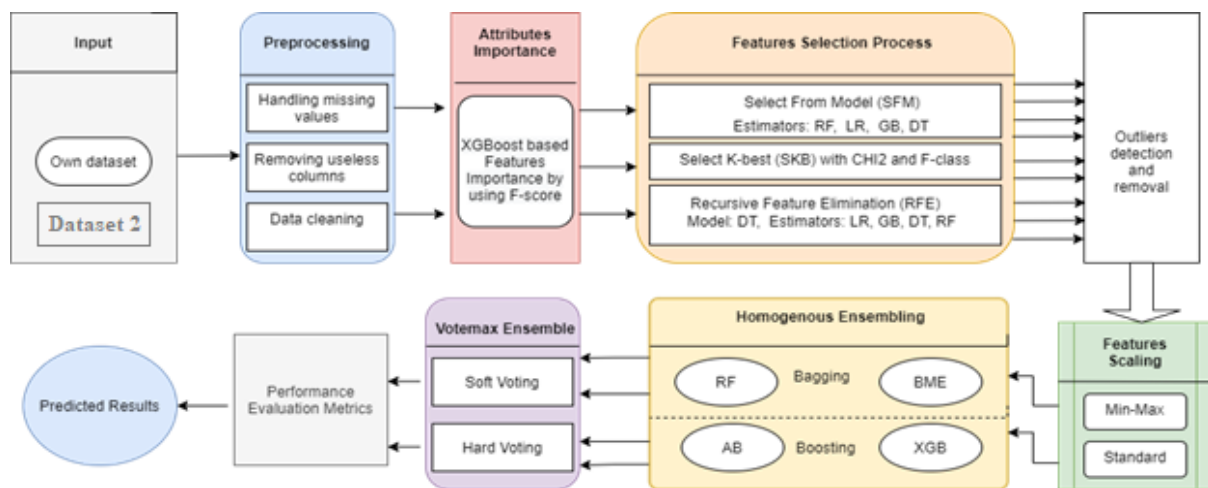 Input
Own dataset
Dataset 2
Preprocessing
Handling missing
values
Removing useless
columns
Data cleaning
Attributes
Importance
XGBoost based
Features
Importance by
using F-score
Features Selection Process
Select From Model (SFM)
Estimators: RF, LR, GB, DT
Select K-best (SKB) with CHI2 and F-class
Recursive Feature Elimination (RFE)
Model: DT, Estimators: LR, GB, DT, RF
Outliers
detection
and
removal
Features
Scaling
Min-Max
Standard
Homogenous Ensembling
RF
Bagging
BME
AB
Boosting
XGB
Votemax Ensemble
Soft Voting
Hard Voting
Performance
Evaluation Metrics
Predicted Results